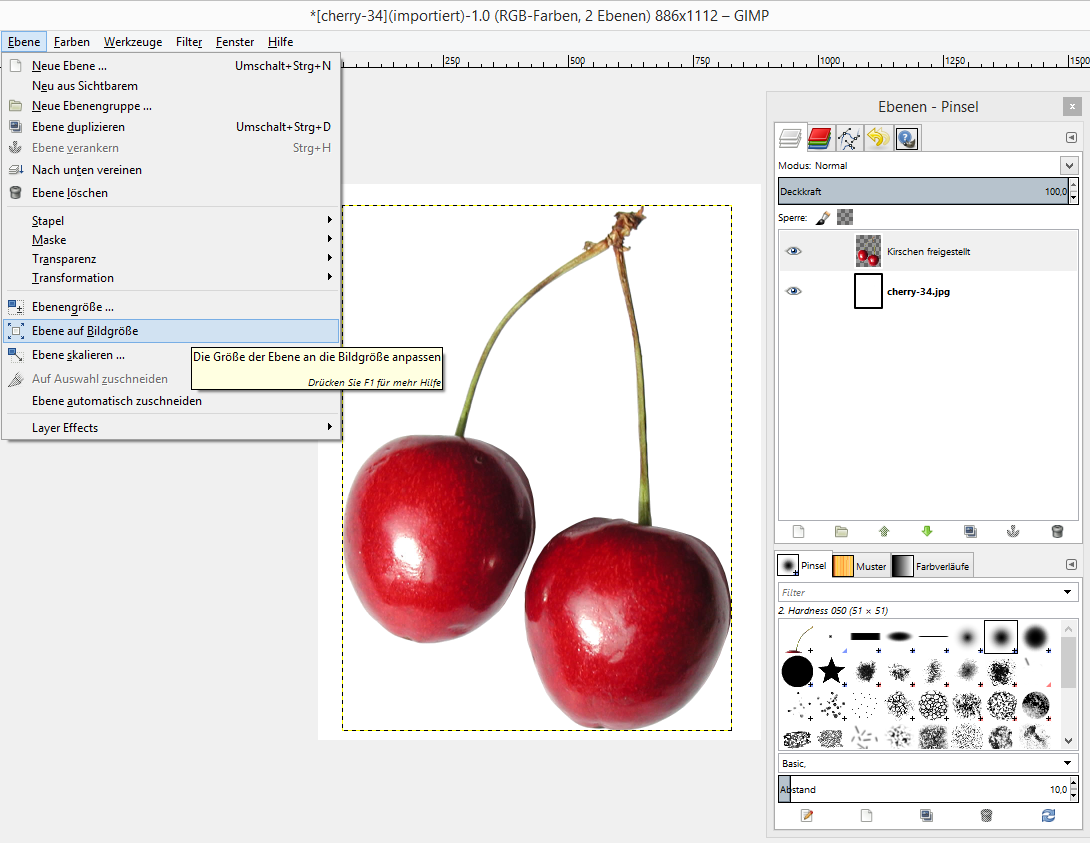 *[cherry-34](importiert)-1.0 (RGB-Farben, 2 Ebenen) 886x1112 – GIMP
Ebene Farben Werkzeuge Filter Fenster Hilfe
250 500 750 1000 1250 1500
Neue Ebene ... Umschalt+Strg+N
Neu aus Sichtbarem
Neue Ebenengruppe ...
Ebene duplizieren Umschalt+Strg+D
Ebene verankern Strg+H
Nach unten vereinen
Ebene löschen
Stapel
Maske
Transparenz
Transformation
Ebenengröße ...
Ebene auf Bildgröße
Ebene skalieren ...
Auf Auswahl zuschneiden
Ebene automatisch zuschneiden
Layer Effects
Die Größe der Ebene an die Bildgröße anpassen
Drücken Sie F1 für mehr Hilfe
Ebenen - Pinsel
Modus: Normal
Deckkraft 100,0
Sperre:
Kirschen freigestellt
cherry-34.jpg
Pinsel Muster Farbverläufe
Filter
2. Hardness 050 (51 × 51)
Basic,
Abstand 10,0